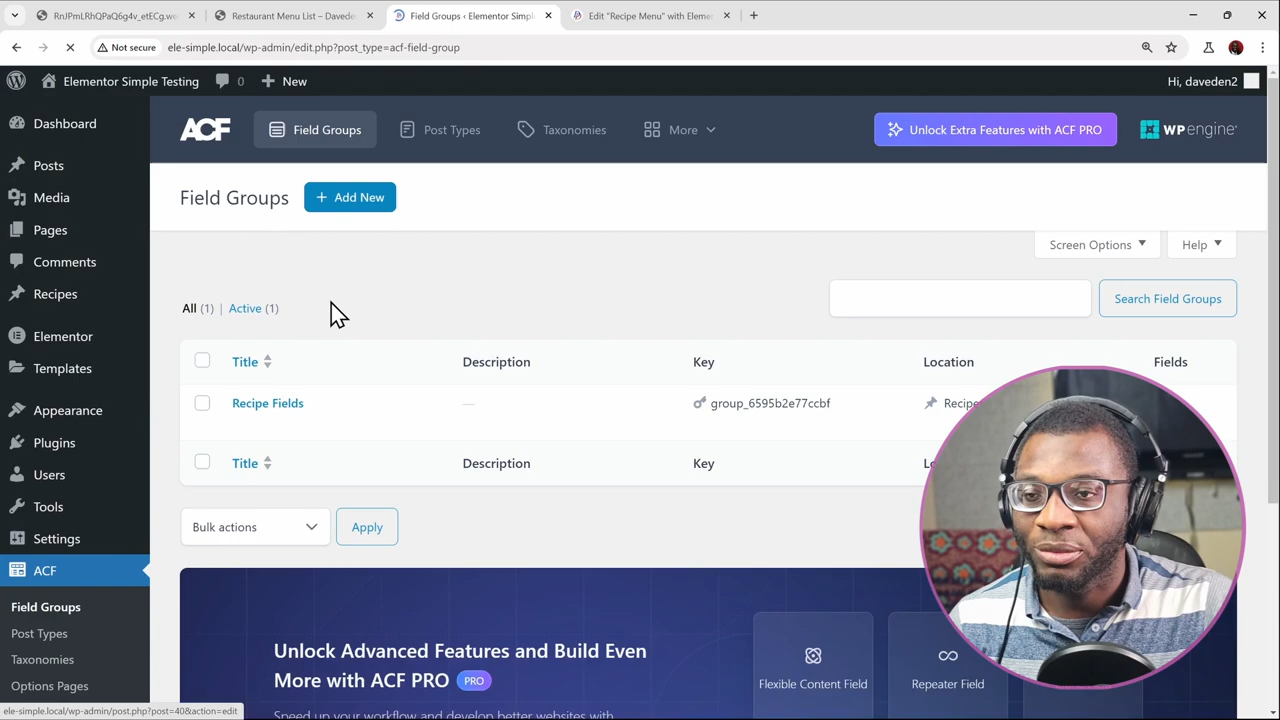 RnJPmLRhQPaQ6g4v_etECg.we
Restaurant Menu List – Davede
Field Groups ‹ Elementor Simple
Edit "Recipe Menu" with Eleme
Not secure
ele-simple.local/wp-admin/edit.php?post_type=acf-field-group
Elementor Simple Testing
0
New
Hi, daveden2
Dashboard
Posts
Media
Pages
Comments
Recipes
Elementor
Templates
Appearance
Plugins
Users
Tools
Settings
ACF
Field Groups
Post Types
Taxonomies
Options Pages
ACF
Field Groups
Post Types
Taxonomies
More
Unlock Extra Features with ACF PRO
WPengine
Field Groups
+ Add New
Screen Options
Help
All (1) | Active (1)
Search Field Groups
Title Description Key Location Fields
Recipe Fields — group_6595b2e77ccbf Recipe
Title Description Key Lo
Bulk actions
Apply
Unlock Advanced Features and Build Even
More with ACF PRO PRO
Speed up your workflow and develop better websites with
Flexible Content Field
Repeater Field
ele-simple.local/wp-admin/post.php?post=40&action=edit